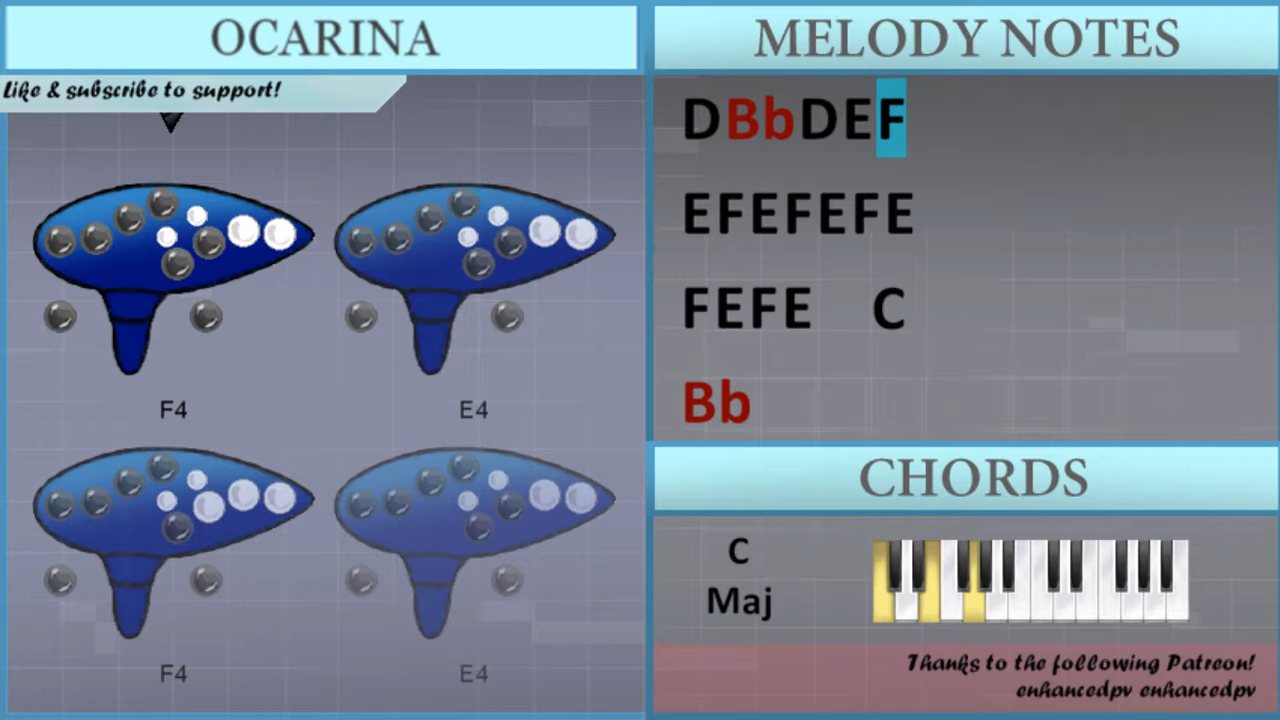 OCARINA
Like & subscribe to support!
F4
E4
F4
E4
MELODY NOTES
DBbDEF
EFEFEFE
FEFE C
Bb
CHORDS
C
Maj
Thanks to the following Patreon!
enhancedpv enhancedpv